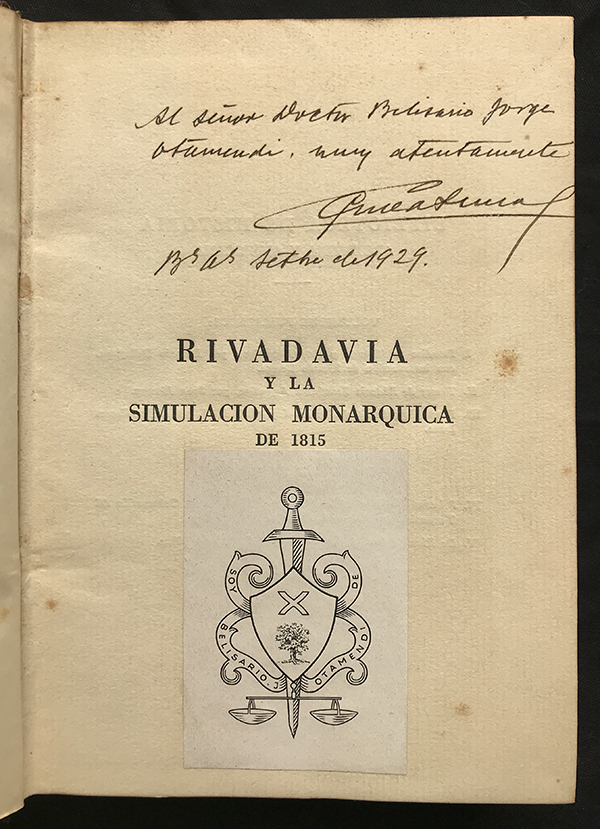 Al señor Doctor Belisario Jorge
Otamendi, muy atentamente
Bs As Setbre de 1929.
RIVADAVIA
Y LA
SIMULACION MONARQUICA
DE 1815
SOY DE
BELISARIO. J OTAMENDI